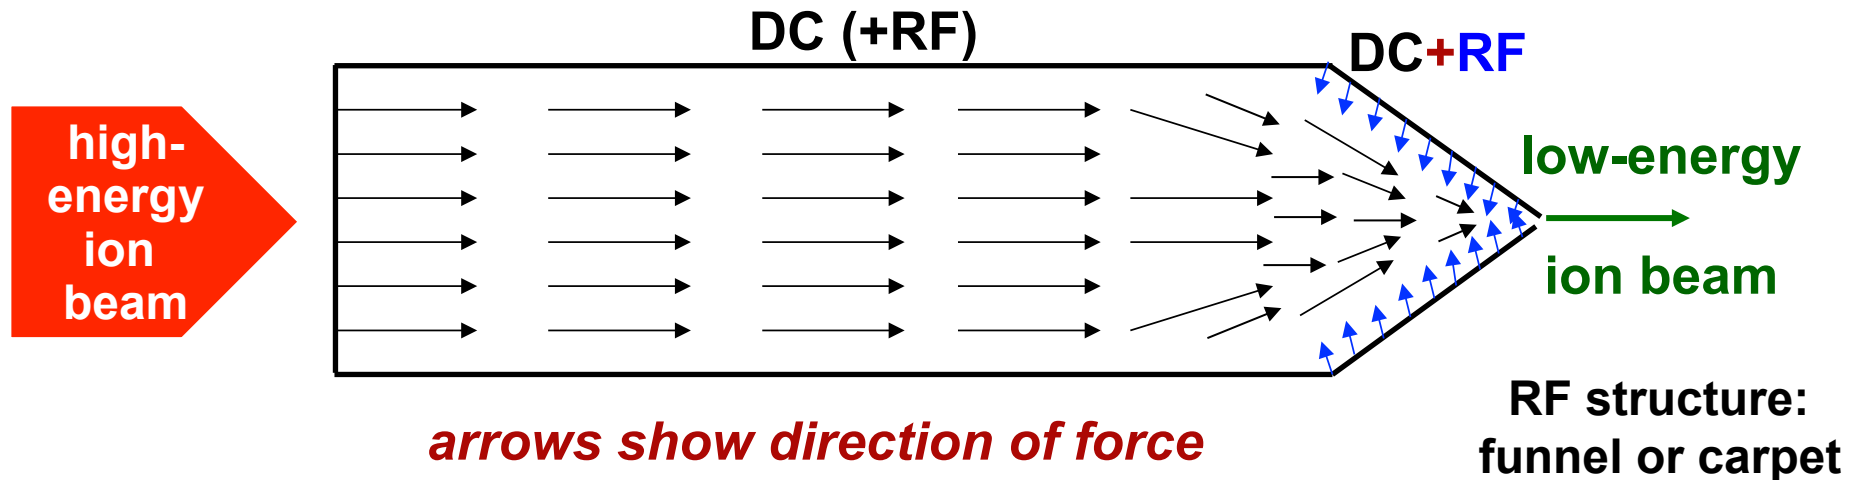 DC (+RF)
DC+RF
high-
energy
ion
beam
low-energy
ion beam
arrows show direction of force
RF structure:
funnel or carpet